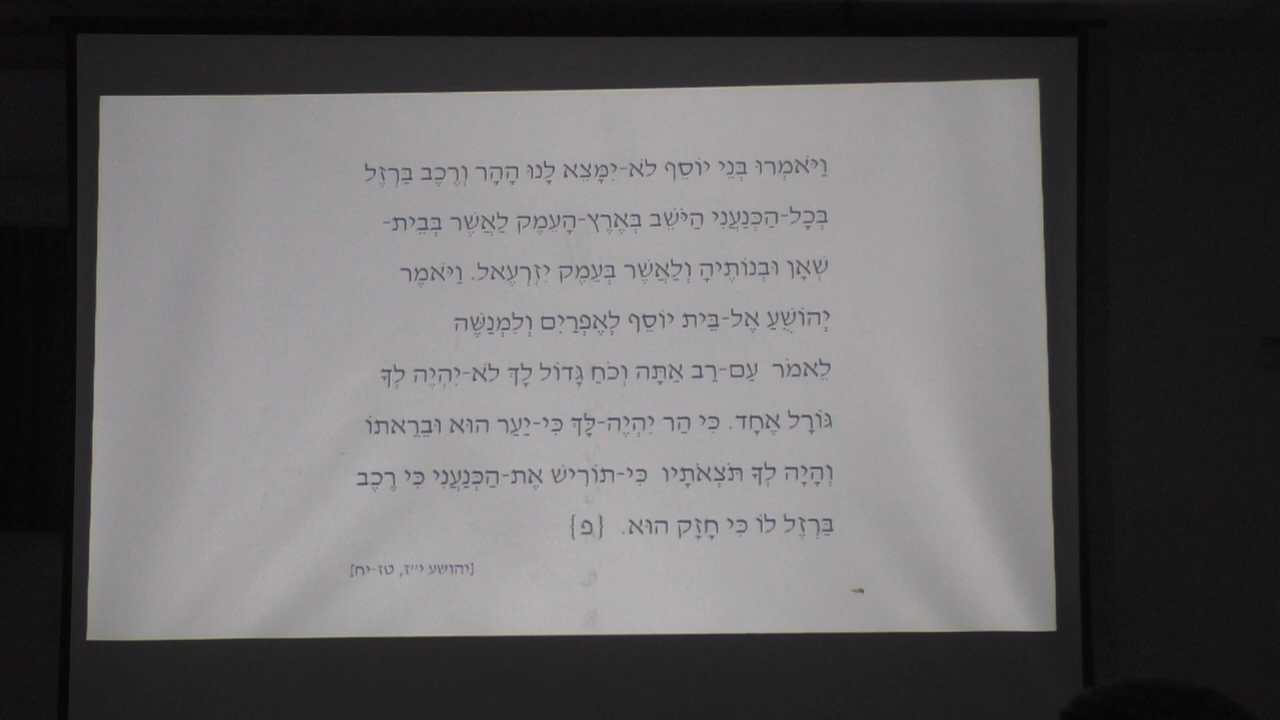 וַיֹּאמְרוּ בְּנֵי יוֹסֵף לֹא-יִמָּצֵא לָנוּ הָהָר וְרֶכֶב בַּרְזֶל
בְּכָל-הַכְּנַעֲנִי הַיֹּשֵׁב בְּאֶרֶץ-הָעֵמֶק לַאֲשֶׁר בְּבֵית-
שְׁאָן וּבְנוֹתֶיהָ וְלַאֲשֶׁר בְּעֵמֶק יִזְרְעֶאל. וַיֹּאמֶר
יְהוֹשֻׁעַ אֶל-בֵּית יוֹסֵף לְאֶפְרַיִם וְלִמְנַשֶּׁה
לֵאמֹר עַם-רַב אַתָּה וְכֹחַ גָּדוֹל לָךְ לֹא-יִהְיֶה לְךָ
גּוֹרָל אֶחָד. כִּי הַר יִהְיֶה-לָּךְ כִּי-יַעַר הוּא וּבֵרֵאתוֹ
וְהָיָה לְךָ תֹּצְאֹתָיו כִּי-תוֹרִישׁ אֶת-הַכְּנַעֲנִי כִּי רֶכֶב
בַּרְזֶל לוֹ כִּי חָזָק הוּא. {פ}
[יהושע י״ז, טז-יח]